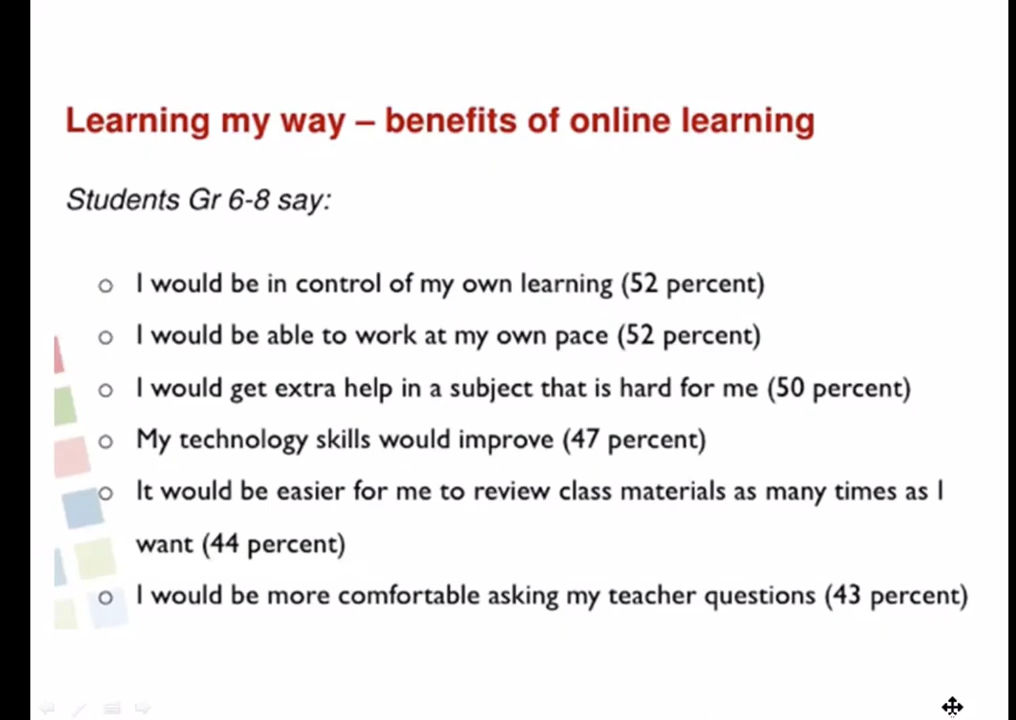 Learning my way – benefits of online learning
Students Gr 6-8 say:
I would be in control of my own learning (52 percent)
I would be able to work at my own pace (52 percent)
I would get extra help in a subject that is hard for me (50 percent)
My technology skills would improve (47 percent)
It would be easier for me to review class materials as many times as I
want (44 percent)
I would be more comfortable asking my teacher questions (43 percent)